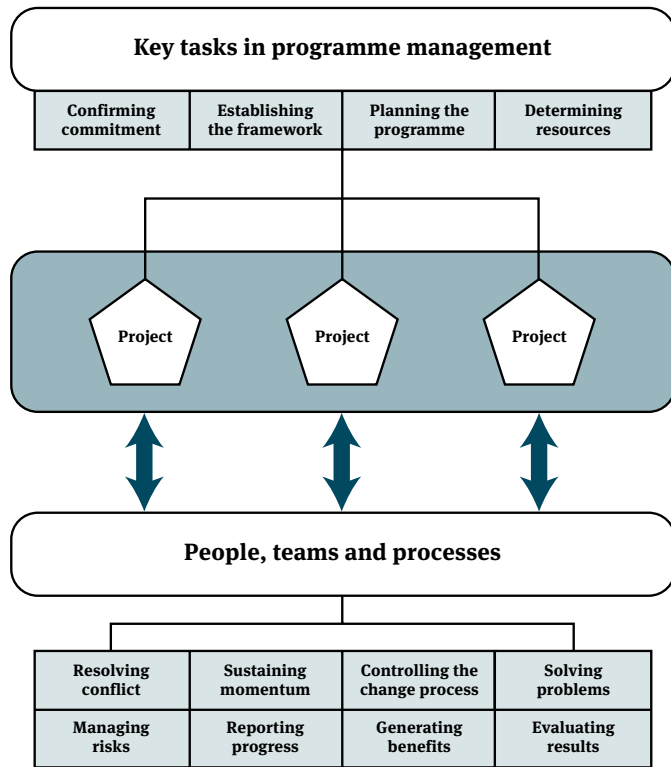 Key tasks in programme management
Confirming
commitment
Establishing
the framework
Planning the
programme
Determining
resources
Project
Project
Project
People, teams and processes
Resolving
conflict
Sustaining
momentum
Controlling the
change process
Solving
problems
Managing
risks
Reporting
progress
Generating
benefits
Evaluating
results